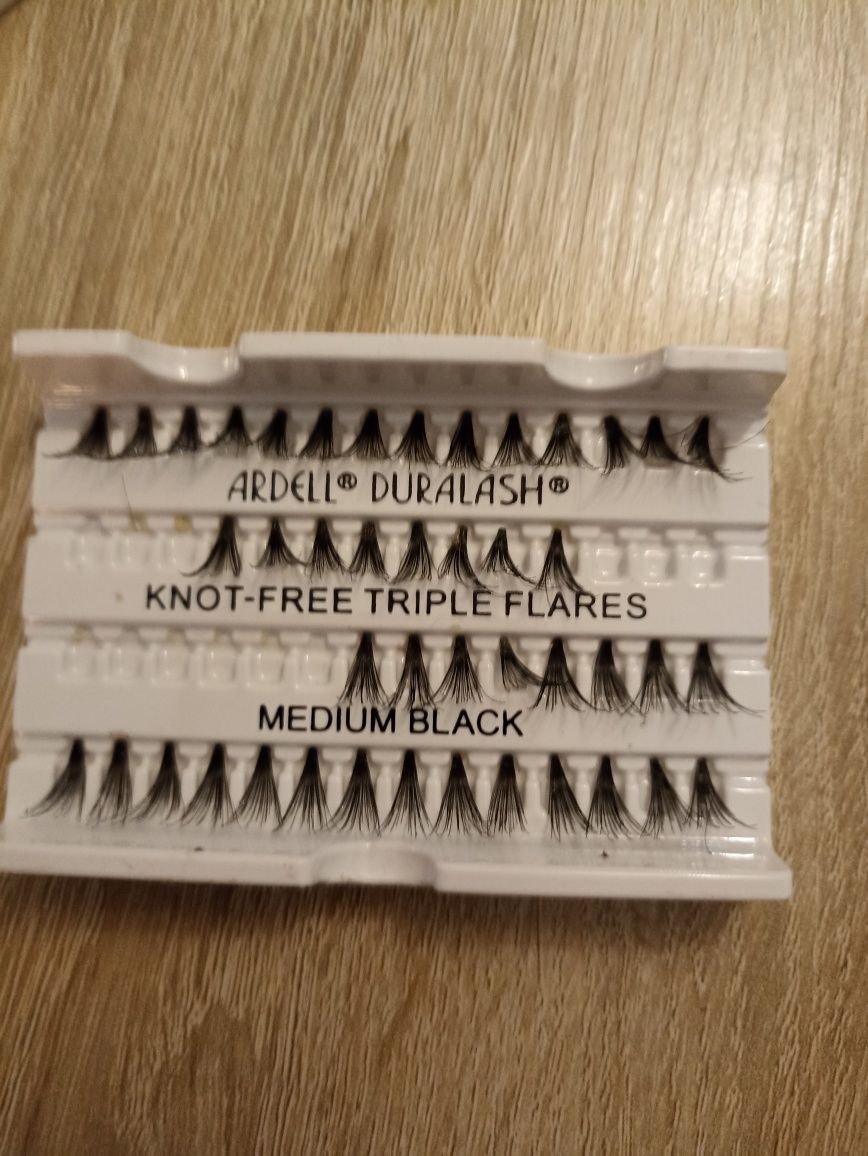 ARDELL® DURALASH®
KNOT-FREE TRIPLE FLARES
MEDIUM BLACK